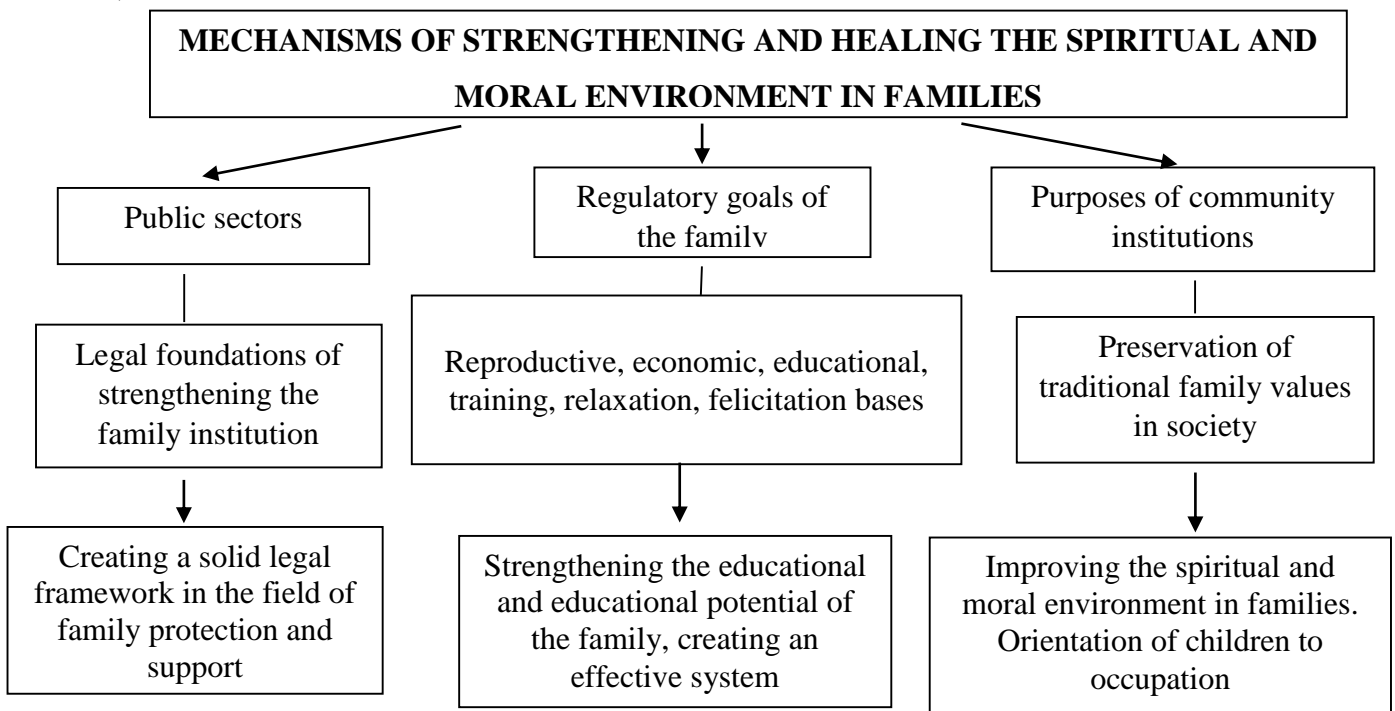 MECHANISMS OF STRENGTHENING AND HEALING THE SPIRITUAL AND
MORAL ENVIRONMENT IN FAMILIES
Public sectors
Regulatory goals of
the family
Purposes of community
institutions
Legal foundations of
strengthening the
family institution
Reproductive, economic, educational,
training, relaxation, felicitation bases
Preservation of
traditional family values
in society
Creating a solid legal
framework in the field of
family protection and
support
Strengthening the educational
and educational potential of
the family, creating an
effective system
Improving the spiritual and
moral environment in families.
Orientation of children to
occupation